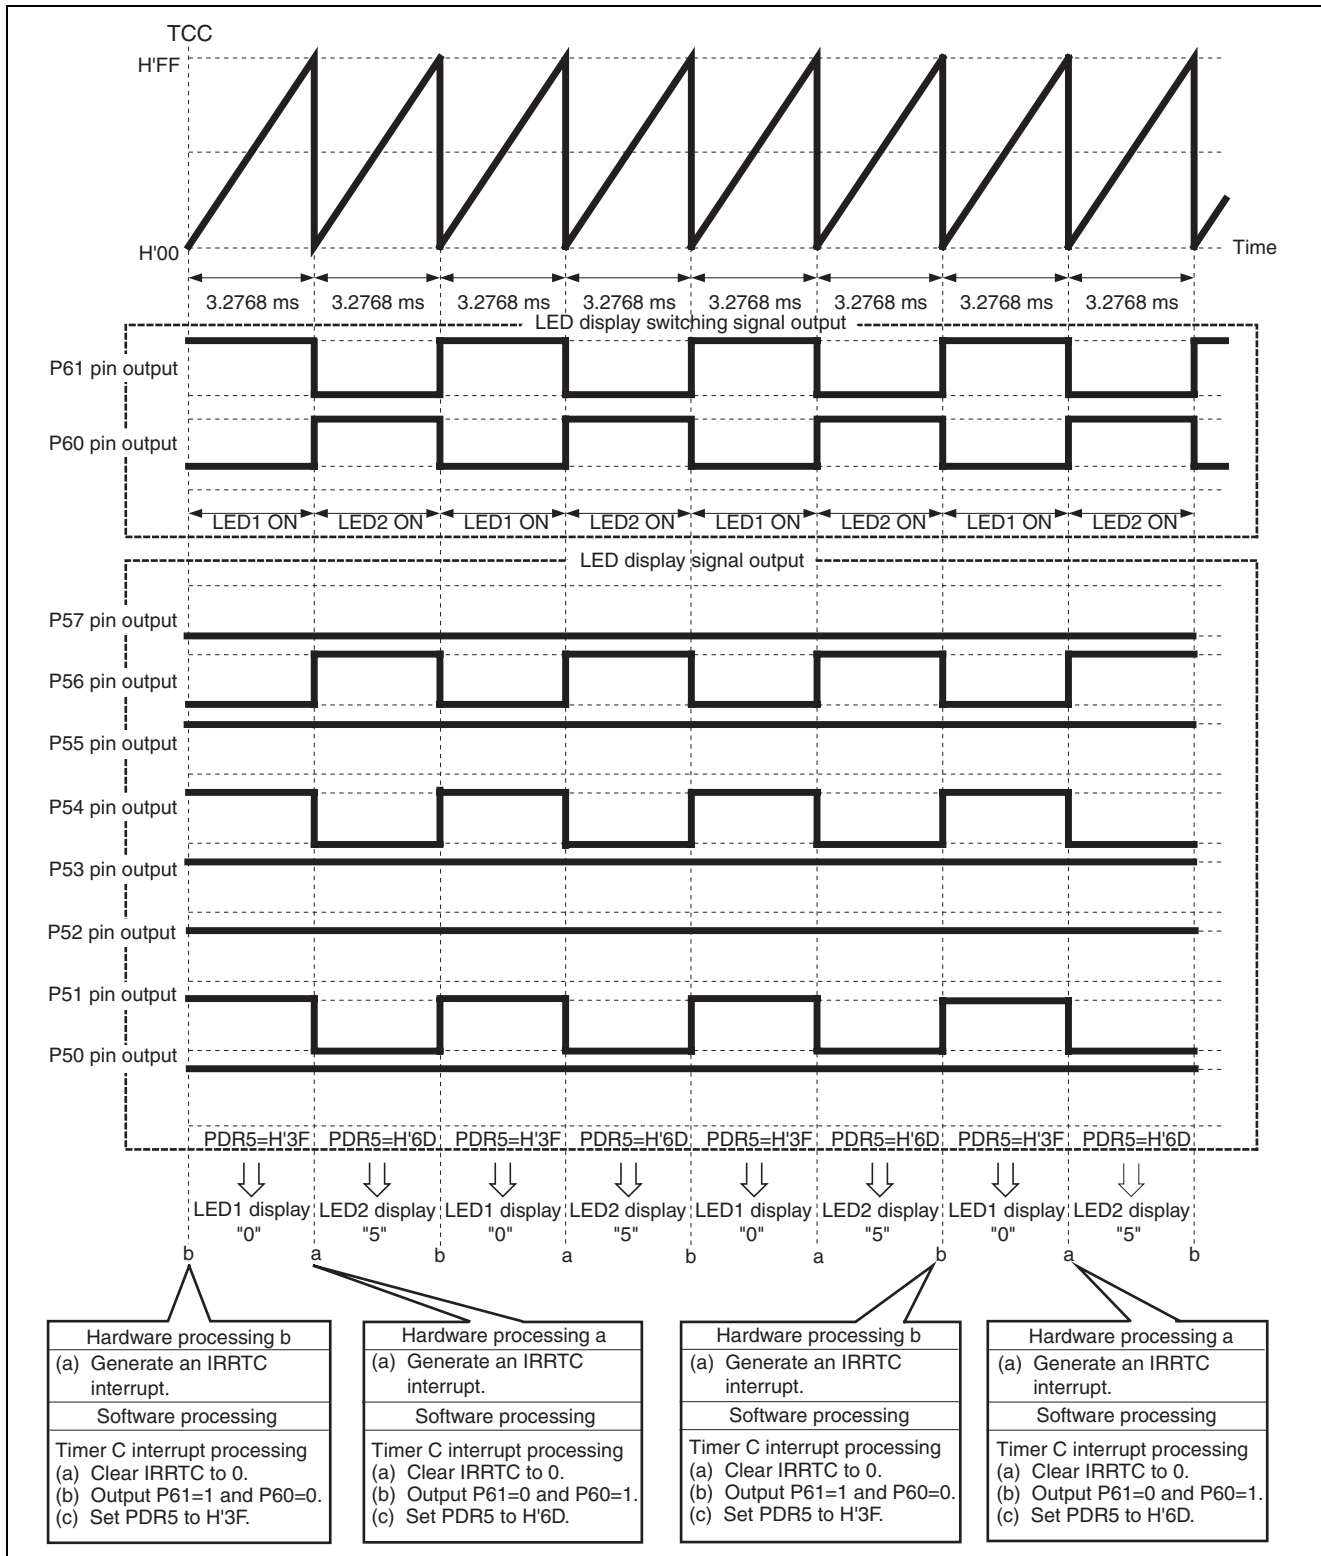 TCC
H'FF
H'00
Time
3.2768 ms 3.2768 ms 3.2768 ms 3.2768 ms 3.2768 ms 3.2768 ms 3.2768 ms 3.2768 ms
LED display switching signal output
P61 pin output
P60 pin output
LED1 ON LED2 ON LED1 ON LED2 ON LED1 ON LED2 ON LED1 ON LED2 ON
LED display signal output
P57 pin output
P56 pin output
P55 pin output
P54 pin output
P53 pin output
P52 pin output
P51 pin output
P50 pin output
PDR5=H'3F PDR5=H'6D PDR5=H'3F PDR5=H'6D PDR5=H'3F PDR5=H'6D PDR5=H'3F PDR5=H'6D
LED1 display LED2 display LED1 display LED2 display LED1 display LED2 display LED1 display LED2 display
"0" "5" "0" "5" "0" "5" "0" "5"
b a b a b a b a b
Hardware processing b
(a) Generate an IRRTC
interrupt.
Software processing
Timer C interrupt processing
(a) Clear IRRTC to 0.
(b) Output P61=1 and P60=0.
(c) Set PDR5 to H'3F.
Hardware processing a
(a) Generate an IRRTC
interrupt.
Software processing
Timer C interrupt processing
(a) Clear IRRTC to 0.
(b) Output P61=0 and P60=1.
(c) Set PDR5 to H'6D.
Hardware processing b
(a) Generate an IRRTC
interrupt.
Software processing
Timer C interrupt processing
(a) Clear IRRTC to 0.
(b) Output P61=1 and P60=0.
(c) Set PDR5 to H'3F.
Hardware processing a
(a) Generate an IRRTC
interrupt.
Software processing
Timer C interrupt processing
(a) Clear IRRTC to 0.
(b) Output P61=0 and P60=1.
(c) Set PDR5 to H'6D.